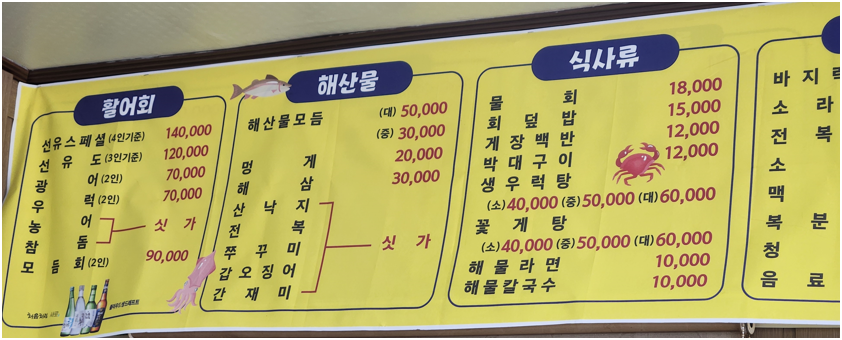 활어회
선유스페셜 (4인기준) 140,000
선유도 (3인기준) 120,000
광어 (2인) 70,000
우럭 (2인) 70,000
농어
참돔
싯가
모듬회 (2인) 90,000
해산물
해산물모듬 (대) 50,000
(중) 30,000
멍게 20,000
해삼 30,000
산낙지
전복
쭈꾸미
갑오징어
간재미
싯가
식사류
물회 18,000
회덮밥 15,000
게장백반 12,000
박대구이 12,000
생우럭탕
(소) 40,000 (중) 50,000 (대) 60,000
꽃게탕
(소) 40,000 (중) 50,000 (대) 60,000
해물라면 10,000
해물칼국수 10,000
바지락
소라
전복
소
맥
복분
청
음료